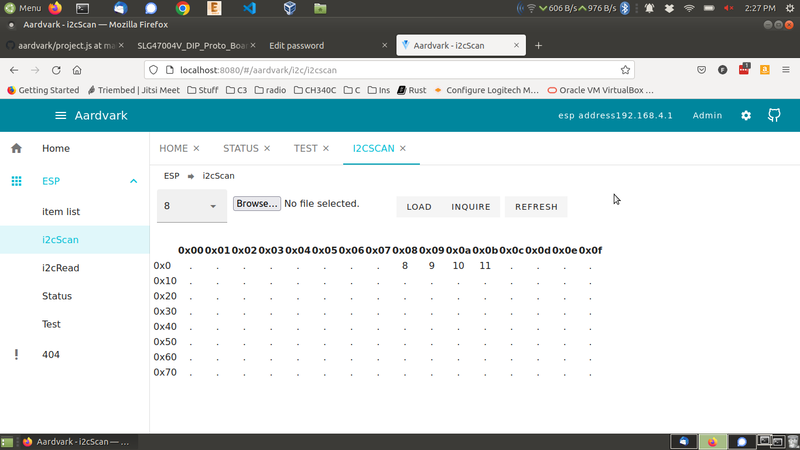 Menu 606 B/s 976 B/s 2:27 PM
Aardvark - i2cScan — Mozilla Firefox
aardvark/project.js at ma SLG47004V_DIP_Proto_Boar Edit password Aardvark - i2cScan
localhost:8080/#/aardvark/i2c/i2cscan
Getting Started Triembed | Jitsi Meet Stuff C3 radio CH340C C Ins Rust Configure Logitech M… Oracle VM VirtualBox …
Aardvark esp address192.168.4.1 Admin
Home
ESP
item list
i2cScan
i2cRead
Status
Test
404
HOME STATUS TEST I2CSCAN
ESP i2cScan
8 Browse… No file selected. LOAD INQUIRE REFRESH
0x00 0x01 0x02 0x03 0x04 0x05 0x06 0x07 0x08 0x09 0x0a 0x0b 0x0c 0x0d 0x0e 0x0f
0x0 . . . . . . . . 8 9 10 11 . . . .
0x10 . . . . . . . . . . . . . . . .
0x20 . . . . . . . . . . . . . . . .
0x30 . . . . . . . . . . . . . . . .
0x40 . . . . . . . . . . . . . . . .
0x50 . . . . . . . . . . . . . . . .
0x60 . . . . . . . . . . . . . . . .
0x70 . . . . . . . . . . . . . . . .
Aardvark - i2cScan — …